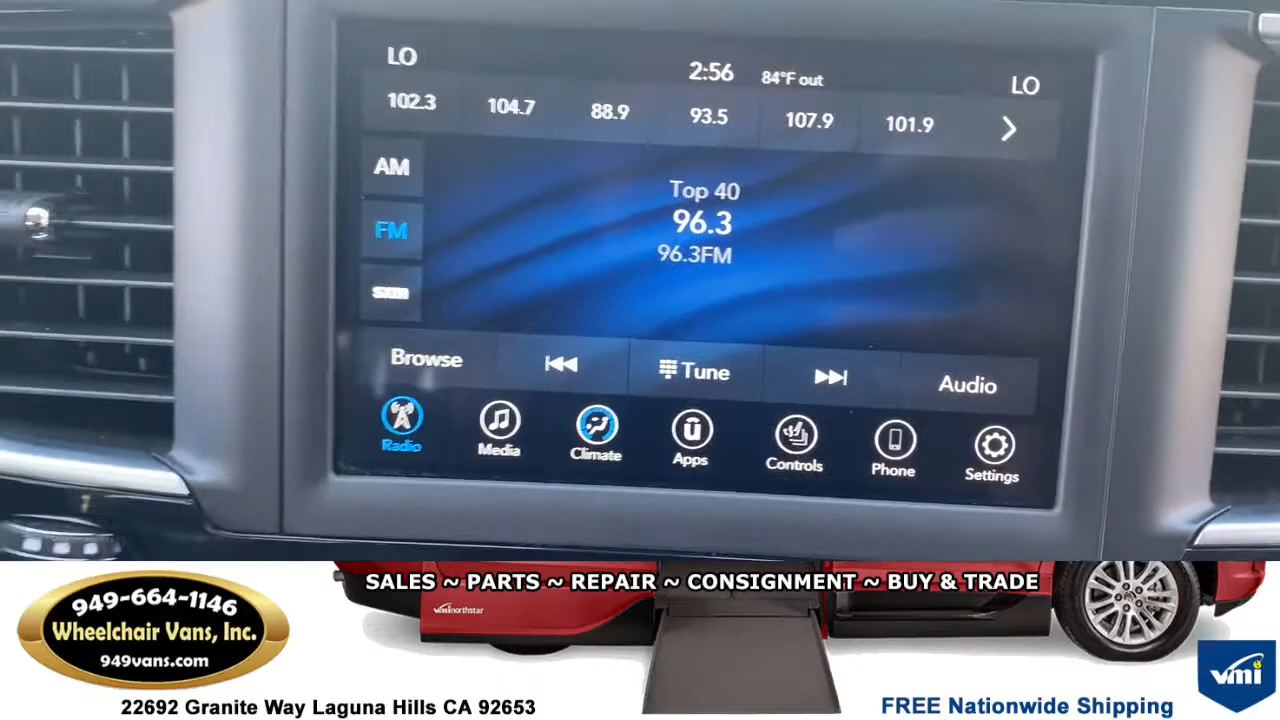 LO 2:56 84°F out LO
102.3 104.7 88.9 93.5 107.9 101.9
AM
Top 40
FM
96.3
96.3FM
SXM
Browse Tune Audio
Radio Media Climate Apps Controls Phone Settings
SALES ~ PARTS ~ REPAIR ~ CONSIGNMENT ~ BUY & TRADE
949-664-1146
Wheelchair Vans, Inc.
949vans.com
vmi northstar
vmi
22692 Granite Way Laguna Hills CA 92653
FREE Nationwide Shipping